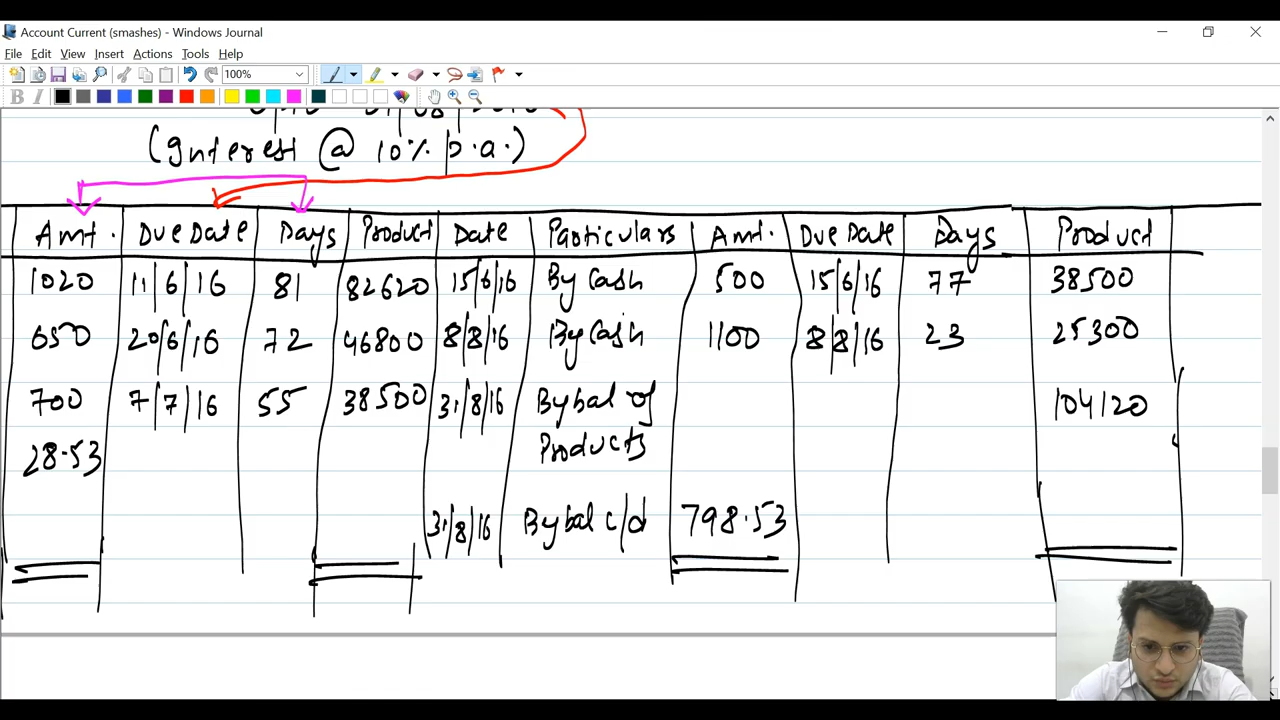 Account Current (smashes) - Windows Journal
File Edit View Insert Actions Tools Help
100%
(Interest @ 10% p.a.)
Amt. Due Date Days Product Date Particulars Amt. Due Date Days Product
1020 11/6/16 81 82620 15/6/16 By Cash 500 15/6/16 77 38500
650 20/6/16 72 46800 8/8/16 By Cash 1100 8/8/16 23 25300
700 7/7/16 55 38500 31/8/16 By bal of 104120
28.53 Products
31/8/16 By bal c/d 798.53